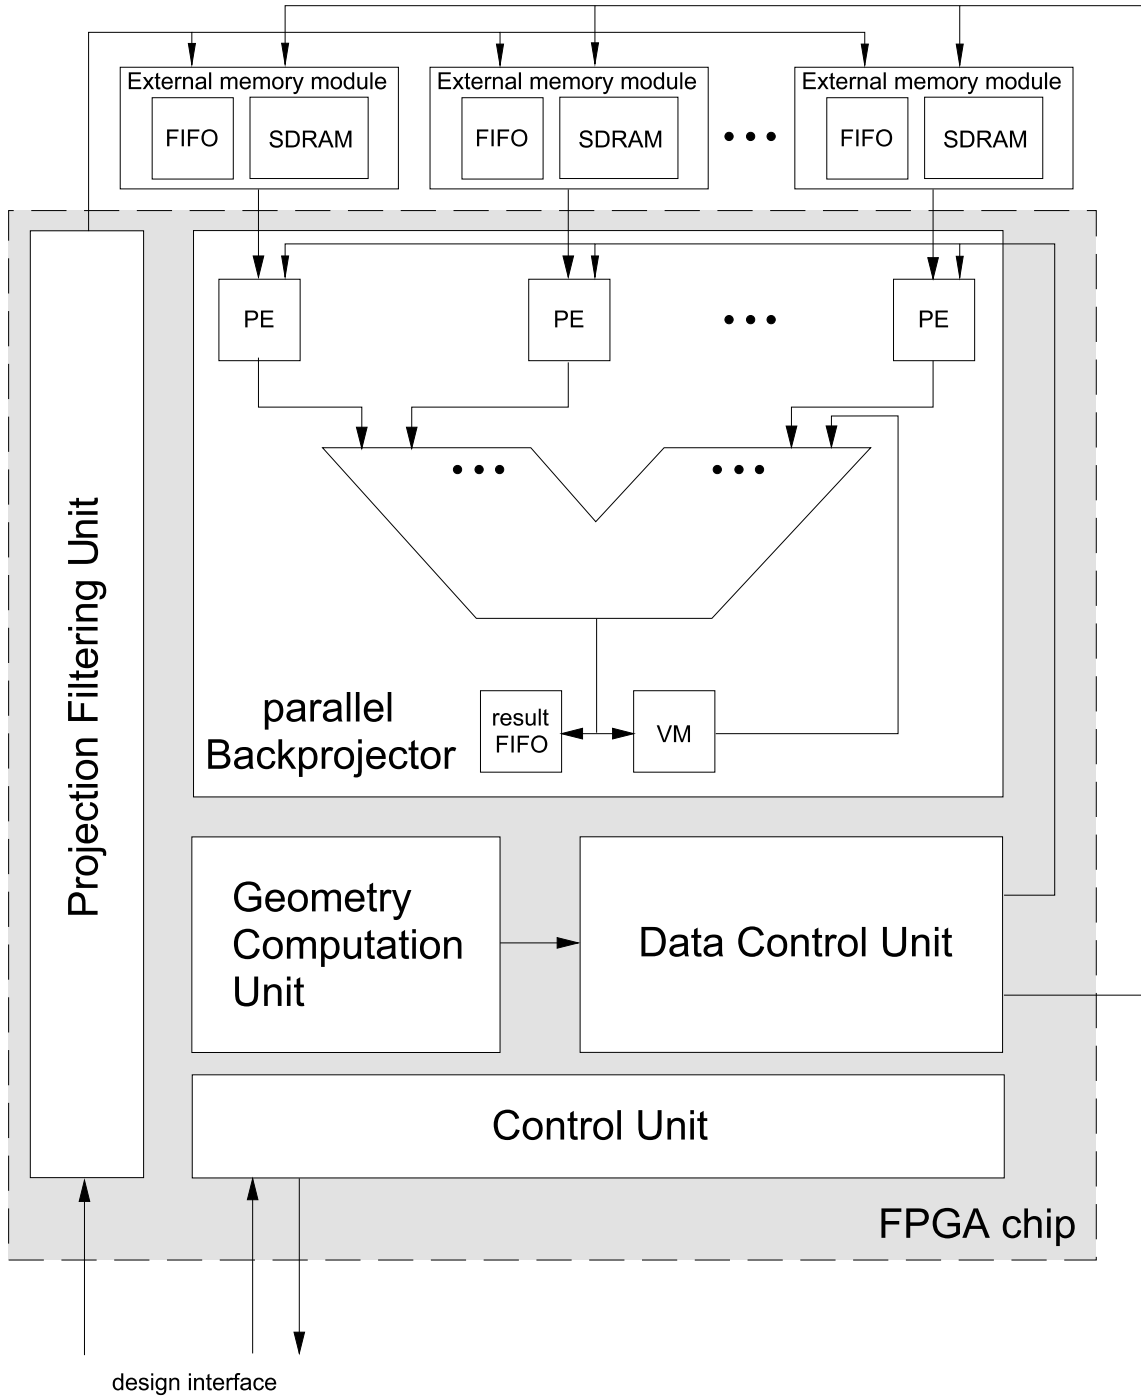 External memory module
External memory module
External memory module
FIFO
SDRAM
FIFO
SDRAM
FIFO
SDRAM
PE
PE
PE
result
FIFO
VM
parallel
Backprojector
Projection Filtering Unit
Geometry
Computation
Unit
Data Control Unit
Control Unit
FPGA chip
design interface